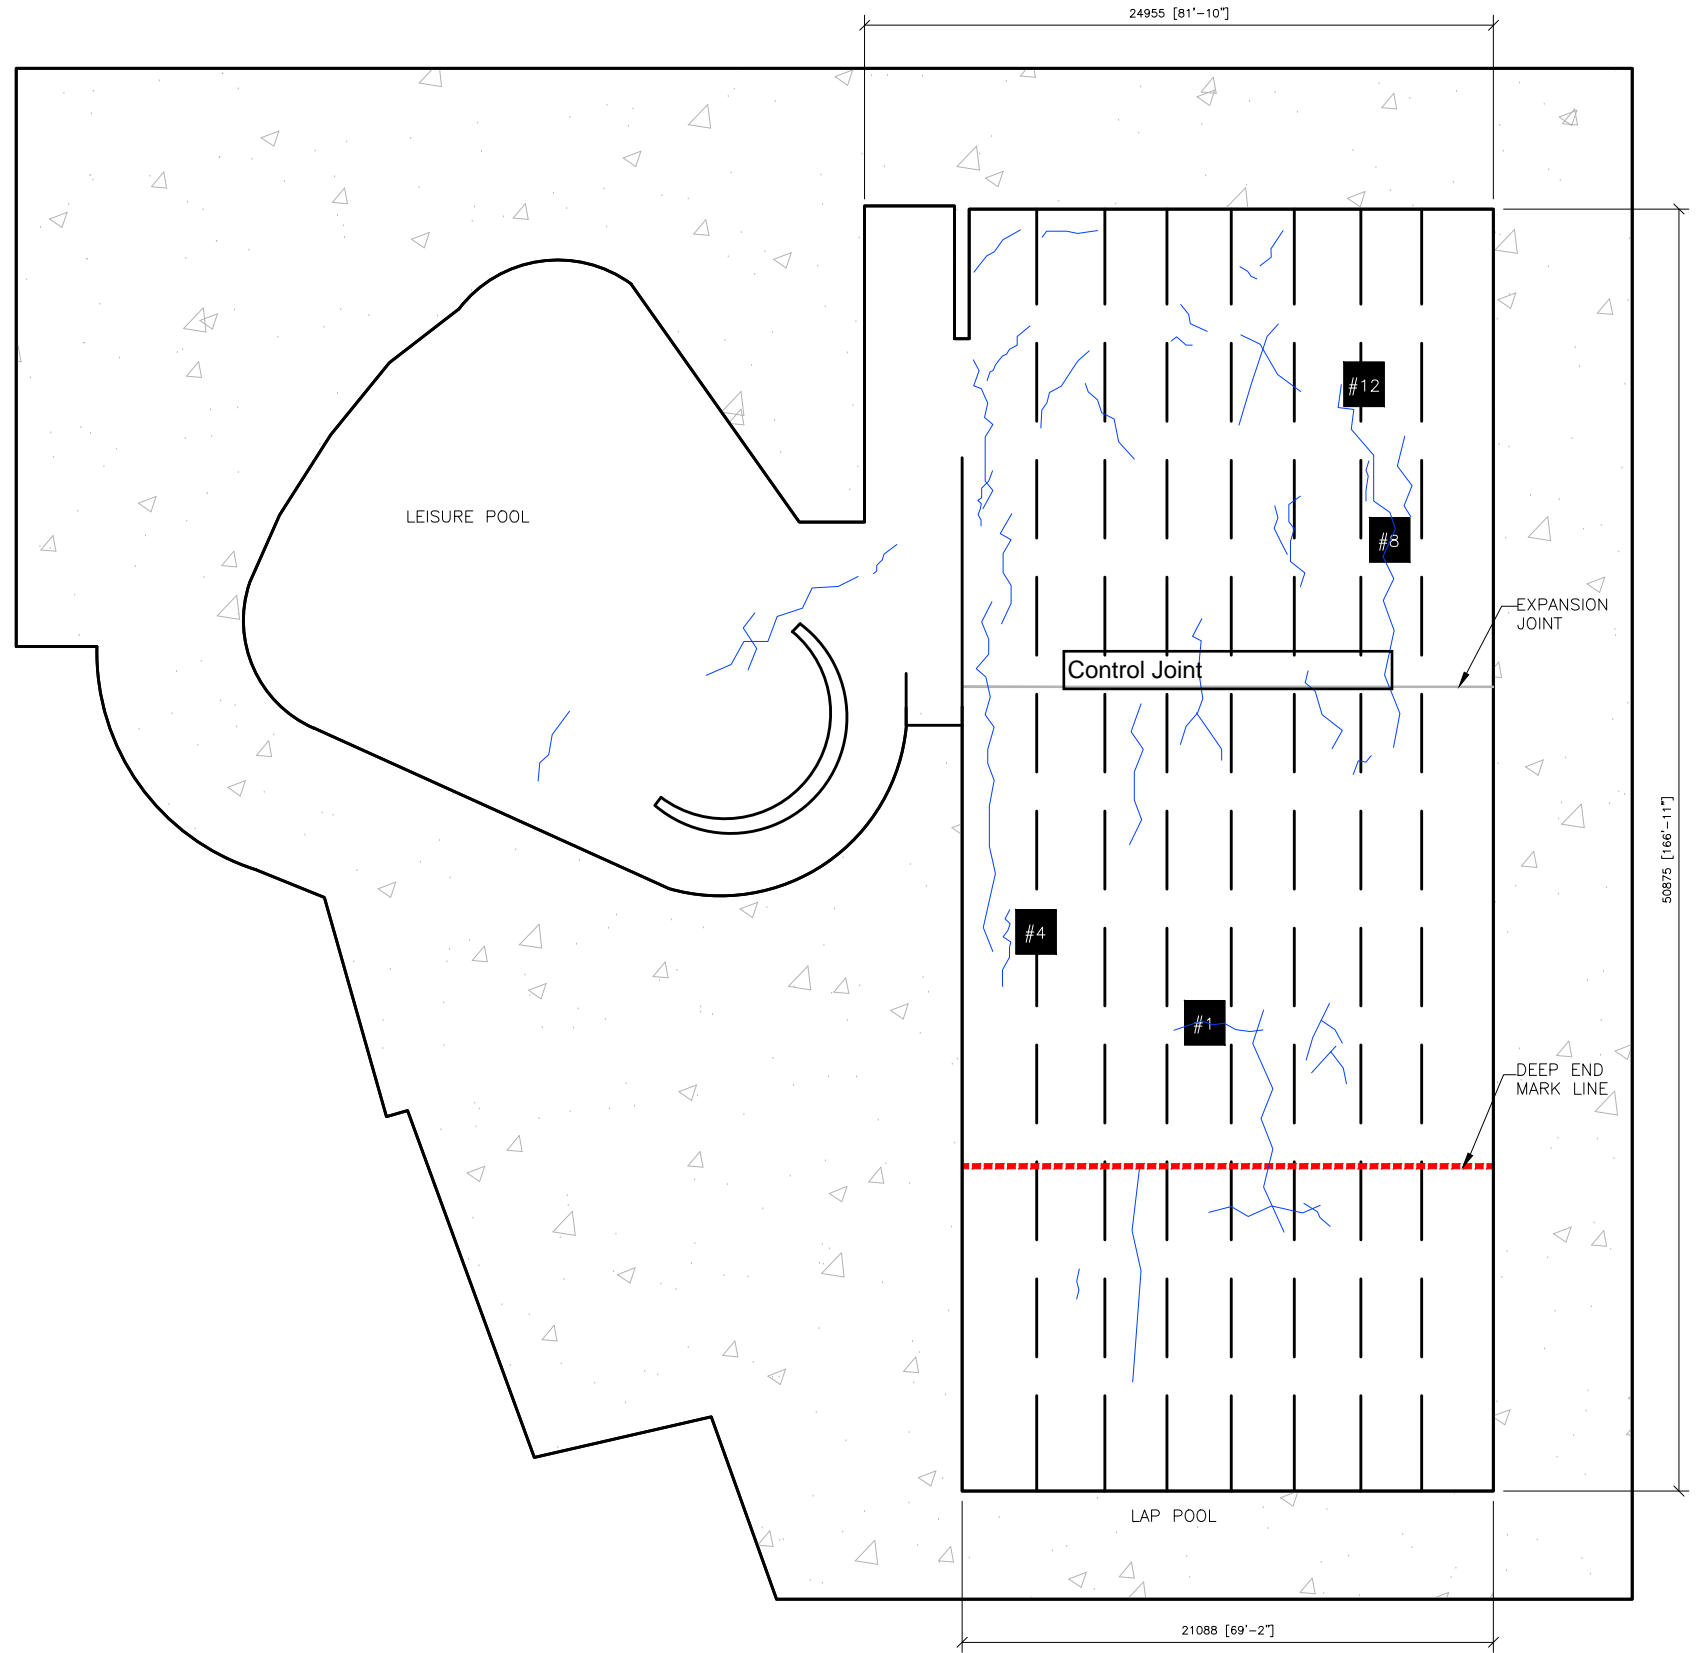 24955 [81'-10"]
#12
LEISURE POOL
#8
EXPANSION
JOINT
Control Joint
50875 [166'-11"]
#4
#1
DEEP END
MARK LINE
LAP POOL
21088 [69'-2"]